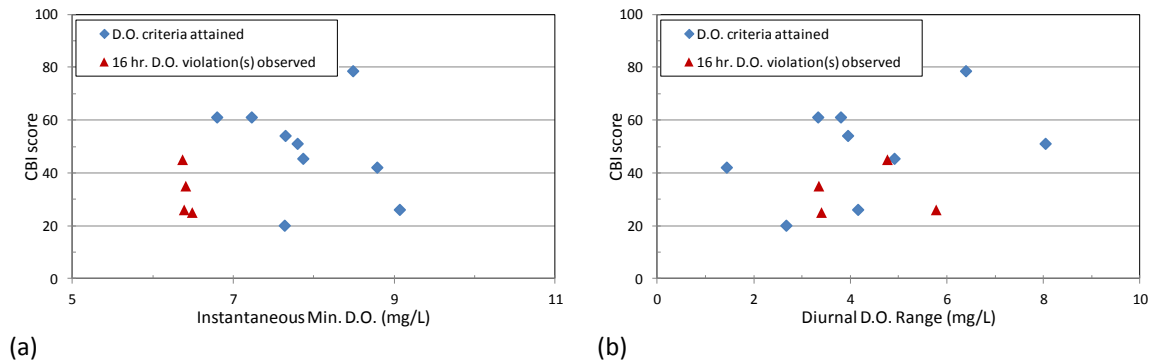 100
80
60
40
20
0
CBI score
D.O. criteria attained
16 hr. D.O. violation(s) observed
5
7
9
11
Instantaneous Min. D.O. (mg/L)
(a)
100
80
60
40
20
0
CBI score
D.O. criteria attained
16 hr. D.O. violation(s) observed
0
2
4
6
8
10
Diurnal D.O. Range (mg/L)
(b)